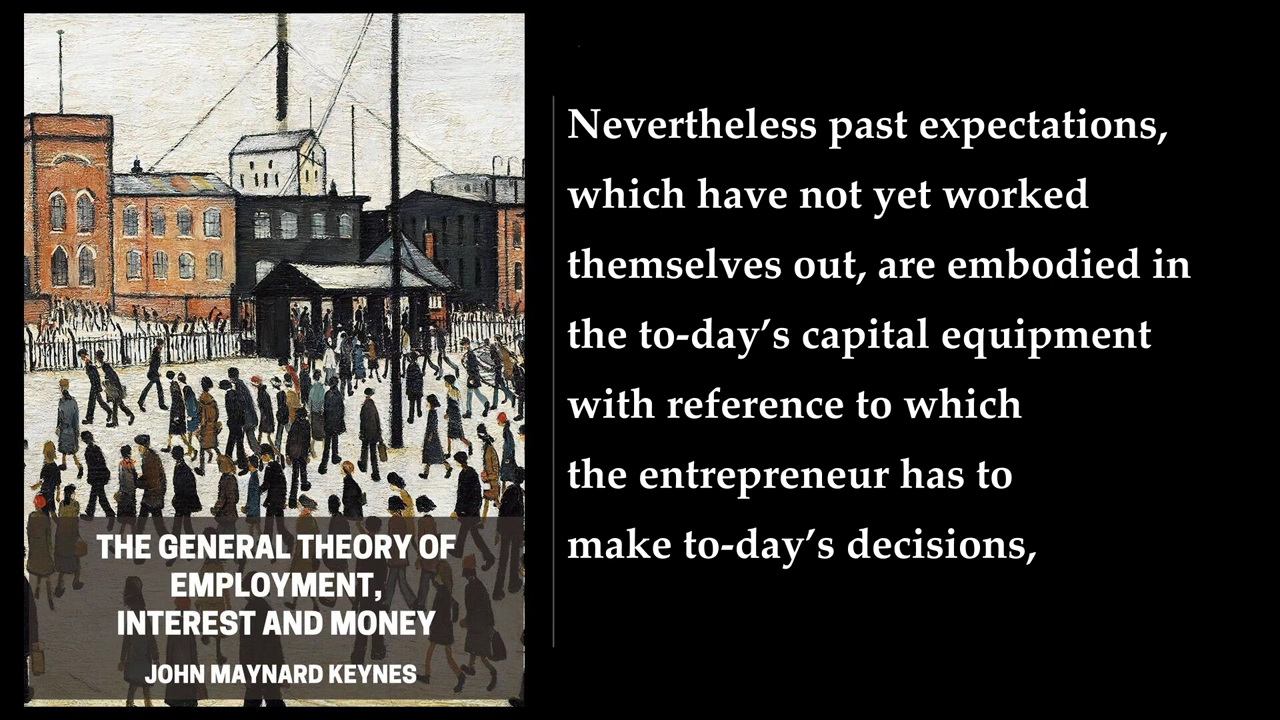 THE GENERAL THEORY OF
EMPLOYMENT,
INTEREST AND MONEY
JOHN MAYNARD KEYNES
Nevertheless past expectations,
which have not yet worked
themselves out, are embodied in
the to-day’s capital equipment
with reference to which
the entrepreneur has to
make to-day’s decisions,